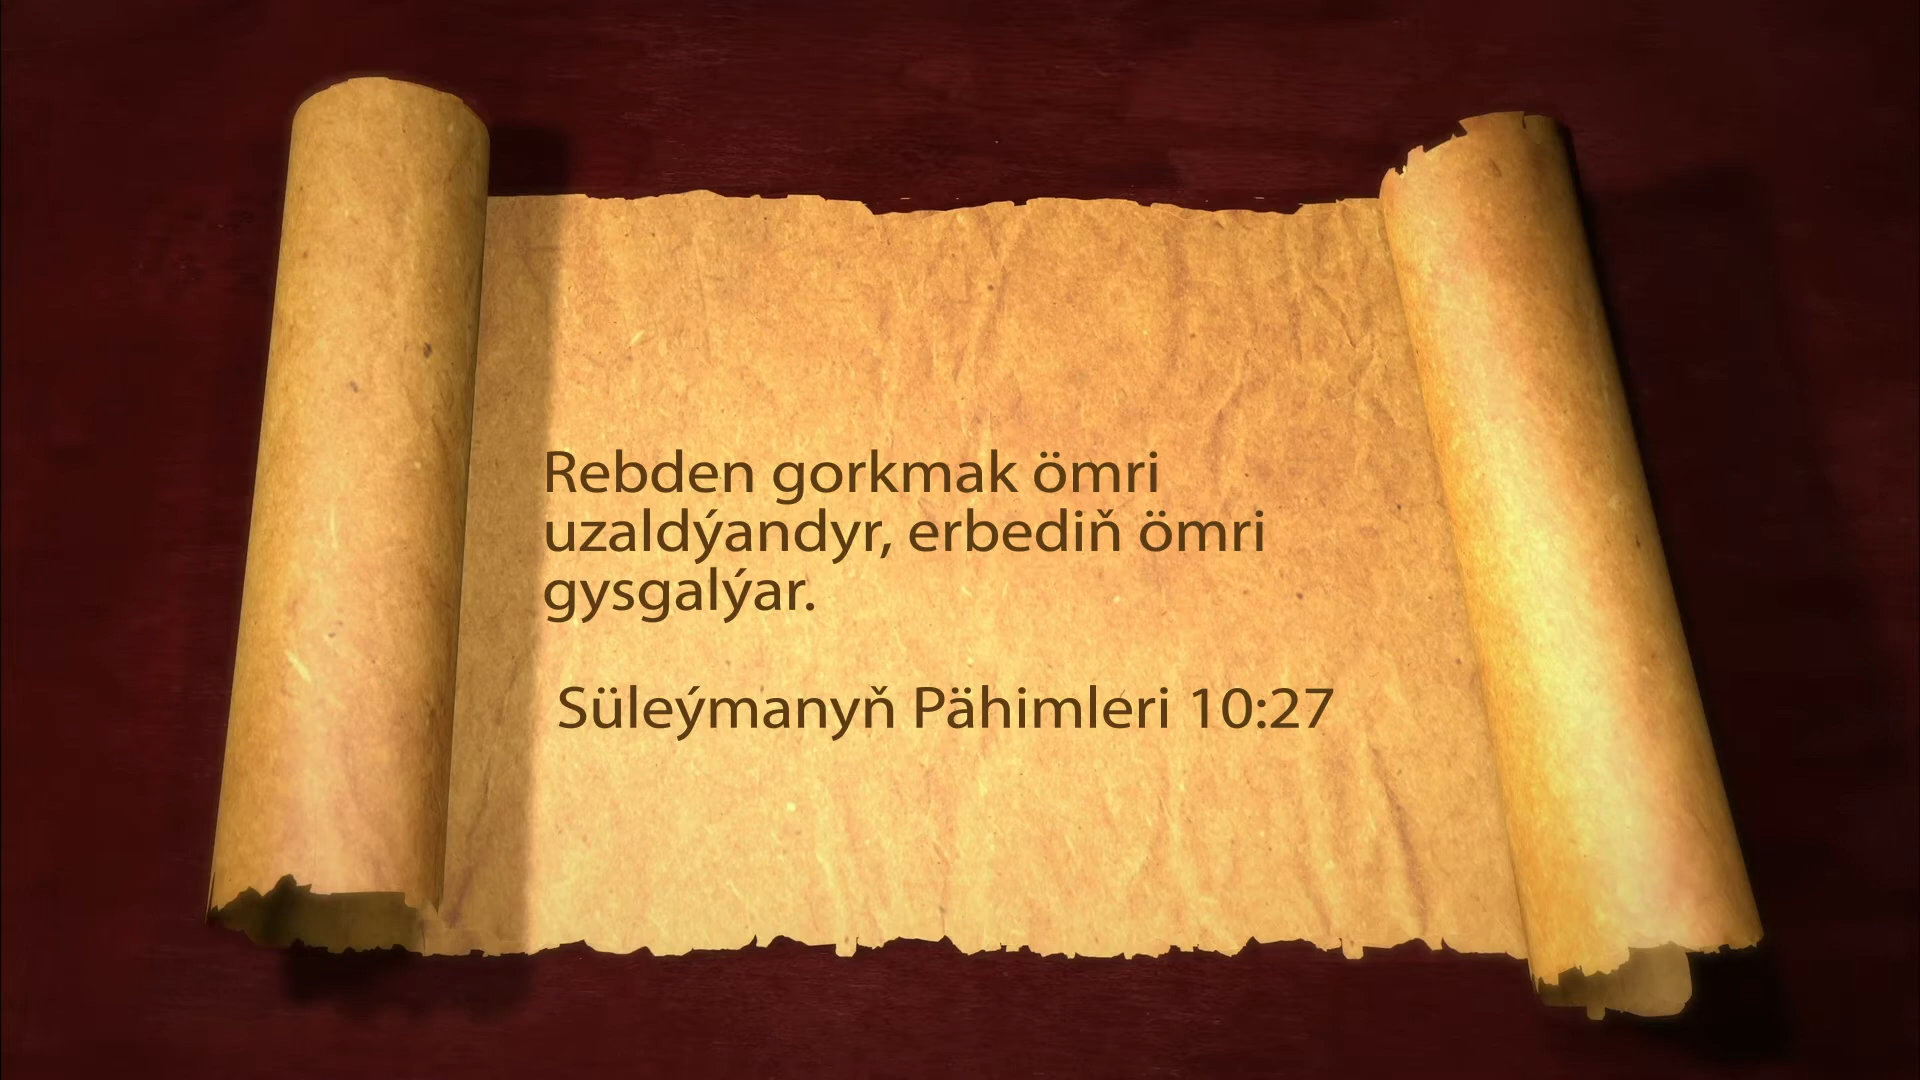 Rebden gorkmak ömri
uzaldýandyr, erbediň ömri
gysgalýar.
Süleýmanyň Pähimleri 10:27